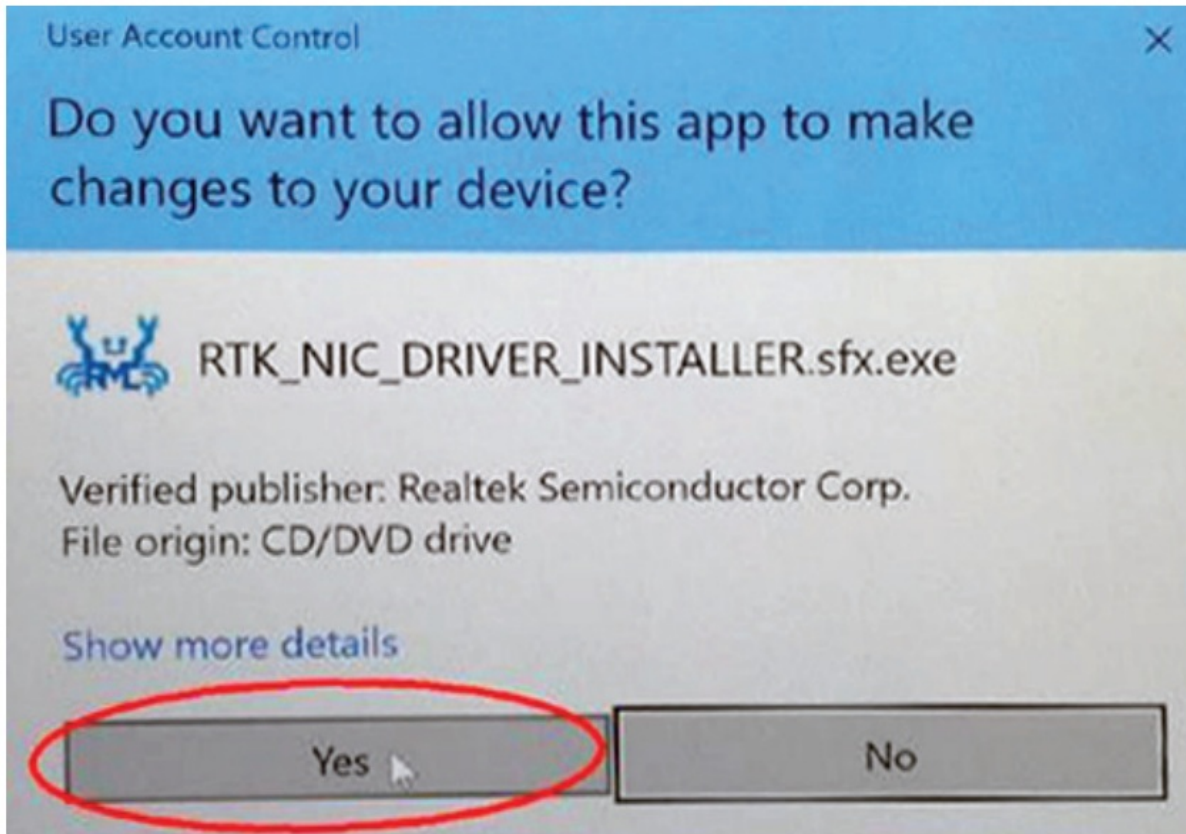 User Account Control
Do you want to allow this app to make
changes to your device?
RTK_NIC_DRIVER_INSTALLER.sfx.exe
Verified publisher: Realtek Semiconductor Corp.
File origin: CD/DVD drive
Show more details
Yes
No